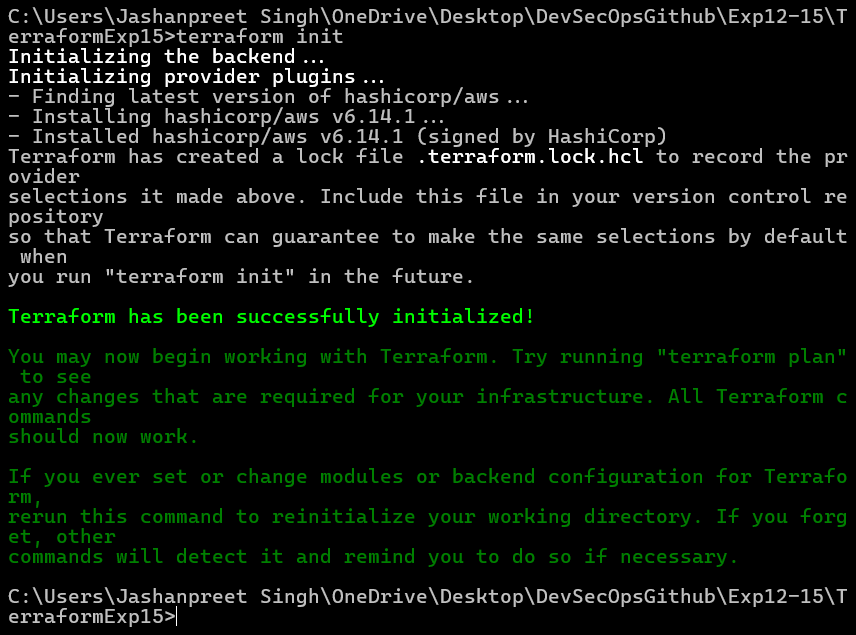 C:\Users\Jashanpreet Singh\OneDrive\Desktop\DevSecOpsGithub\Exp12-15\T
erraformExp15>terraform init
Initializing the backend...
Initializing provider plugins...
- Finding latest version of hashicorp/aws...
- Installing hashicorp/aws v6.14.1...
- Installed hashicorp/aws v6.14.1 (signed by HashiCorp)
Terraform has created a lock file .terraform.lock.hcl to record the pr
ovider
selections it made above. Include this file in your version control re
pository
so that Terraform can guarantee to make the same selections by default
 when
you run "terraform init" in the future.

Terraform has been successfully initialized!

You may now begin working with Terraform. Try running "terraform plan"
 to see
any changes that are required for your infrastructure. All Terraform c
ommands
should now work.

If you ever set or change modules or backend configuration for Terrafo
rm,
rerun this command to reinitialize your working directory. If you forg
et, other
commands will detect it and remind you to do so if necessary.

C:\Users\Jashanpreet Singh\OneDrive\Desktop\DevSecOpsGithub\Exp12-15\T
erraformExp15>